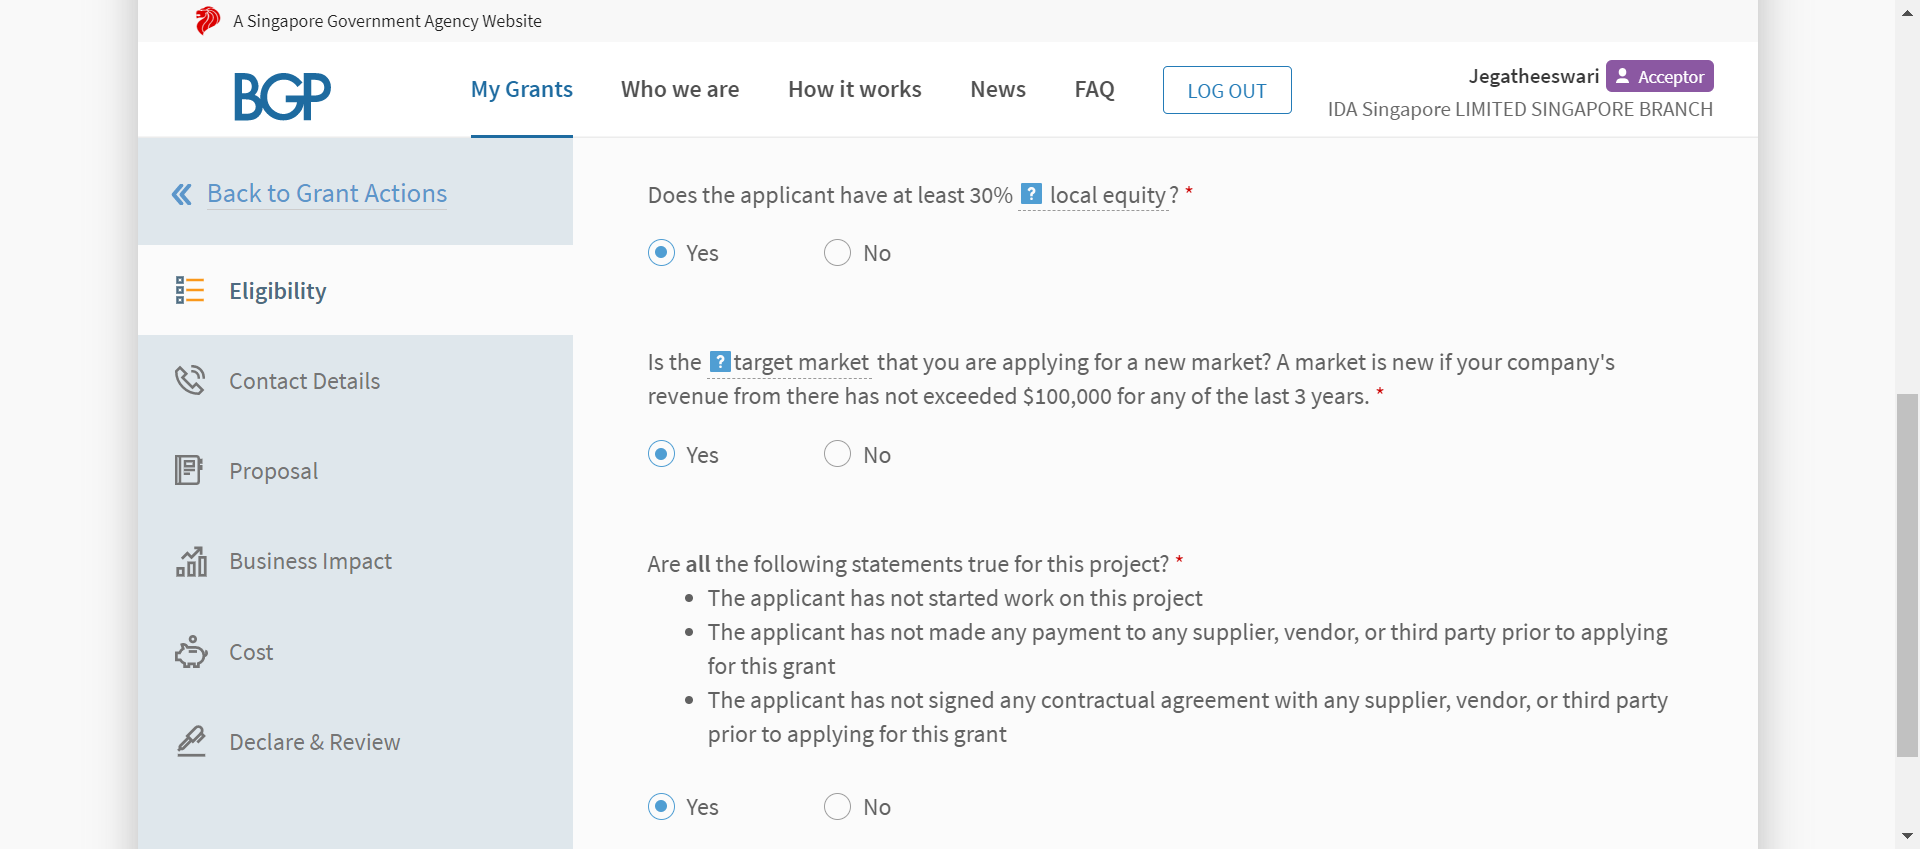 A Singapore Government Agency Website
BGP
My Grants
Who we are
How it works
News
FAQ
LOG OUT
Jegatheeswari
Acceptor
IDA Singapore LIMITED SINGAPORE BRANCH
Back to Grant Actions
Eligibility
Contact Details
Proposal
Business Impact
Cost
Declare & Review
Does the applicant have at least 30% ? local equity? *
Yes
No
Is the ? target market that you are applying for a new market? A market is new if your company's
revenue from there has not exceeded $100,000 for any of the last 3 years. *
Yes
No
Are all the following statements true for this project? *
• The applicant has not started work on this project
• The applicant has not made any payment to any supplier, vendor, or third party prior to applying
for this grant
• The applicant has not signed any contractual agreement with any supplier, vendor, or third party
prior to applying for this grant
Yes
No